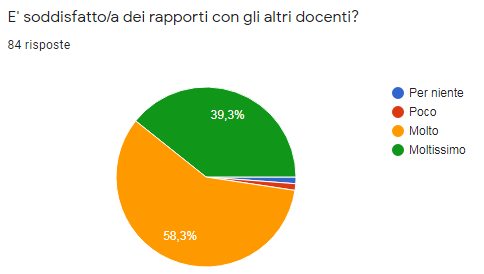 E' soddisfatto/a dei rapporti con gli altri docenti?
84 risposte
Per niente
Poco
Molto
Moltissimo
39,3%
58,3%